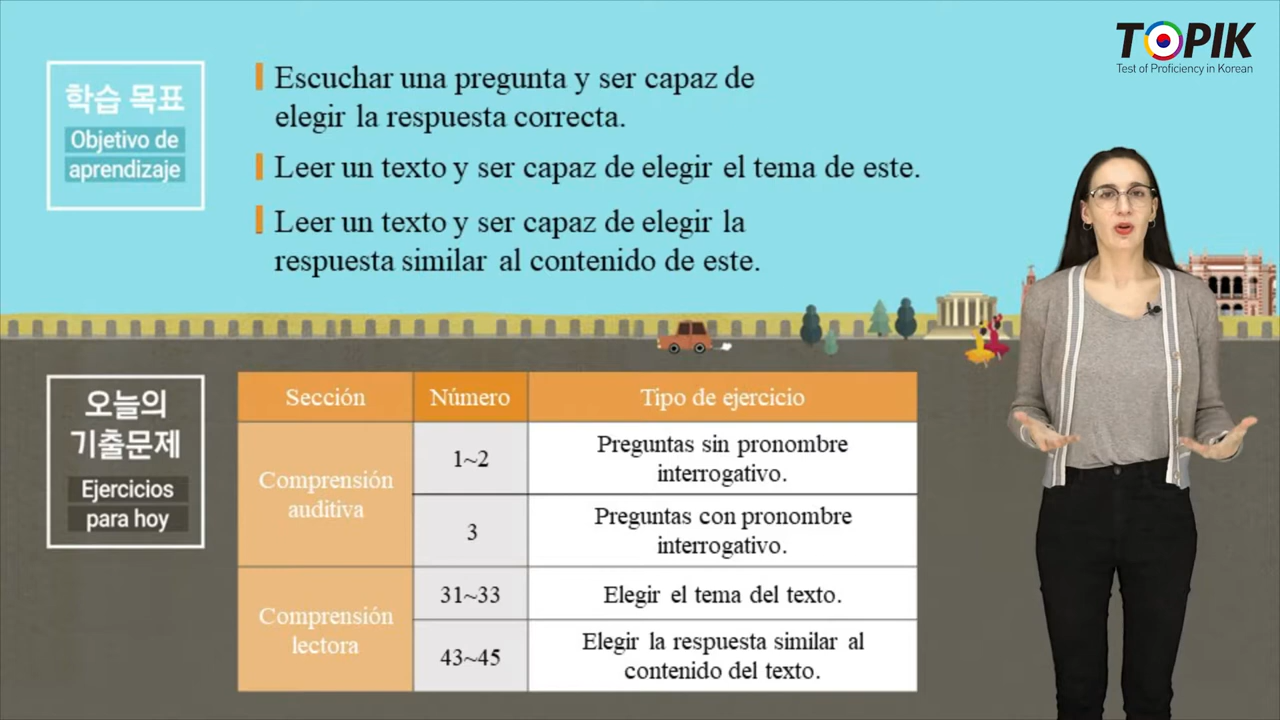 TOPIK
Test of Proficiency in Korean
학습 목표
Objetivo de
aprendizaje
Escuchar una pregunta y ser capaz de
elegir la respuesta correcta.
Leer un texto y ser capaz de elegir el tema de este.
Leer un texto y ser capaz de elegir la
respuesta similar al contenido de este.
오늘의
기출문제
Ejercicios
para hoy
Sección
Número
Tipo de ejercicio
Comprensión
auditiva
1~2
Preguntas sin pronombre
interrogativo.
3
Preguntas con pronombre
interrogativo.
Comprensión
lectora
31~33
Elegir el tema del texto.
43~45
Elegir la respuesta similar al
contenido del texto.